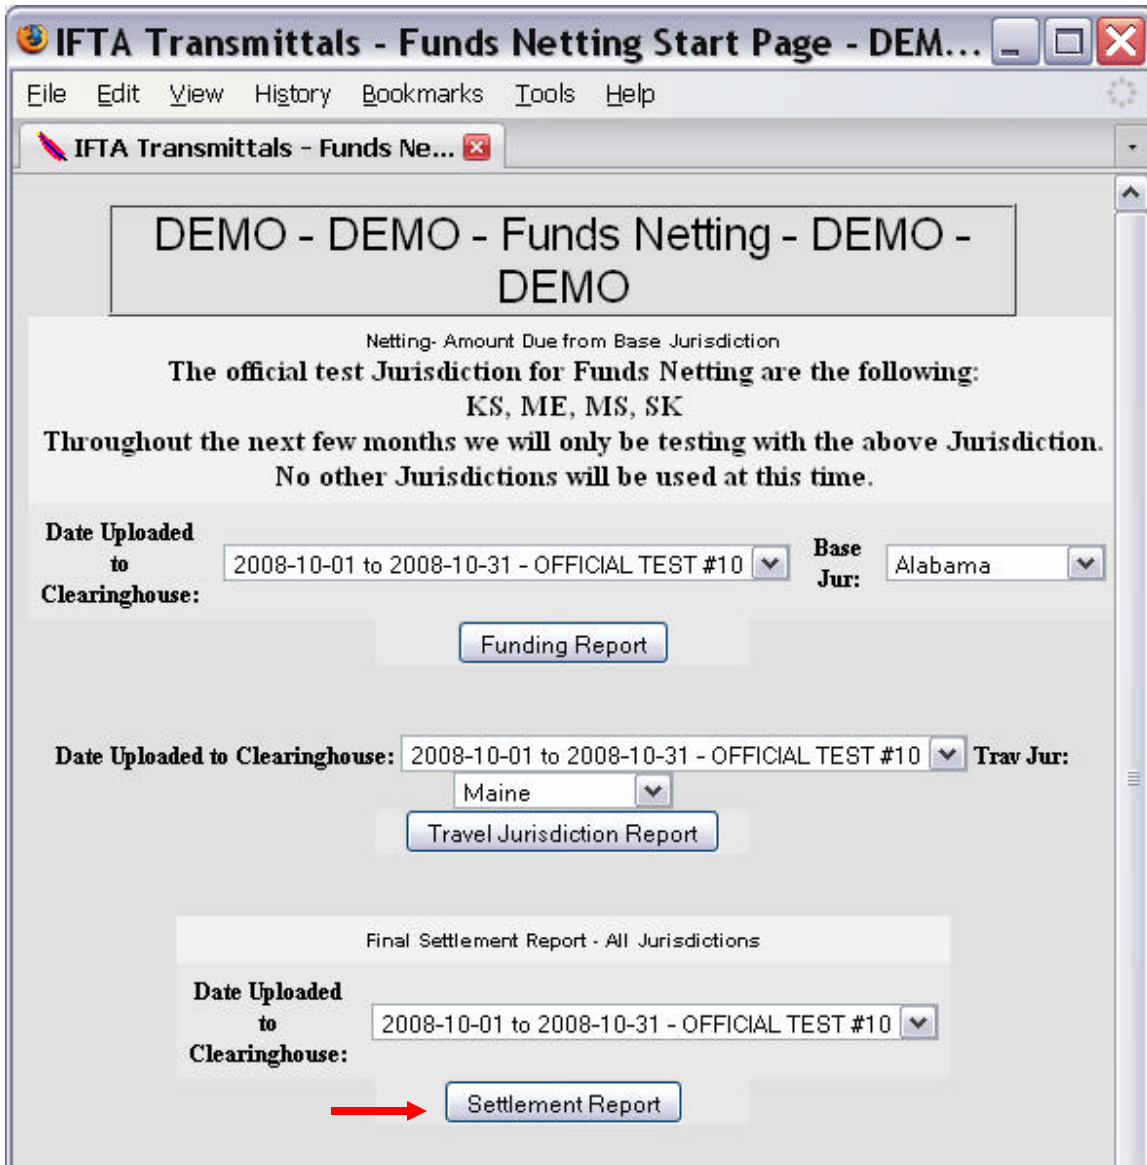 IFTA Transmittals - Funds Netting Start Page - DEM...
File Edit View History Bookmarks Tools Help
IFTA Transmittals - Funds Ne...
DEMO - DEMO - Funds Netting - DEMO -
DEMO
Netting- Amount Due from Base Jurisdiction
The official test Jurisdiction for Funds Netting are the following:
KS, ME, MS, SK
Throughout the next few months we will only be testing with the above Jurisdiction.
No other Jurisdictions will be used at this time.
Date Uploaded
to
Clearinghouse:
2008-10-01 to 2008-10-31 - OFFICIAL TEST #10
Base
Jur:
Alabama
Funding Report
Date Uploaded to Clearinghouse: 2008-10-01 to 2008-10-31 - OFFICIAL TEST #10 Trav Jur:
Maine
Travel Jurisdiction Report
Final Settlement Report - All Jurisdictions
Date Uploaded
to
Clearinghouse:
2008-10-01 to 2008-10-31 - OFFICIAL TEST #10
Settlement Report